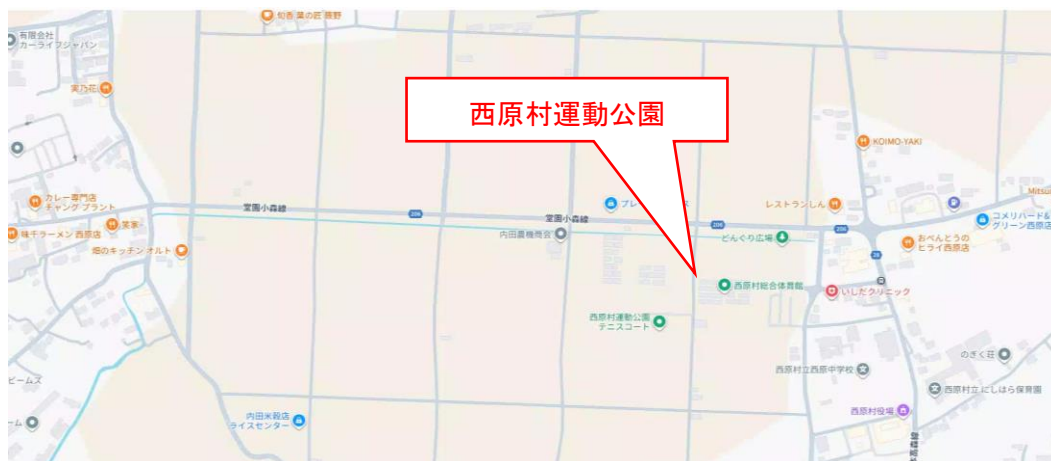 旬香 菜の匠 熊野
有限会社
カーライフジャパン
実乃花
西原村運動公園
KOIMO-YAKI
カレー専門店
チャング プラント
笑家
味千ラーメン 西原店
畑のキッチン オルト
堂園小森線
206
堂園小森線
内田農機商会
206
レストランしん
どんぐり広場
206
コメリハード&
グリーン西原店
おべんとうの
ヒライ西原店
28
西原村総合体育館
いしだクリニック
西原村運動公園
テニスコート
のぎく荘
西原村立西原中学校
西原村立 にしはら保育園
西原村役場
内田米穀店
ライスセンター
ビームズ